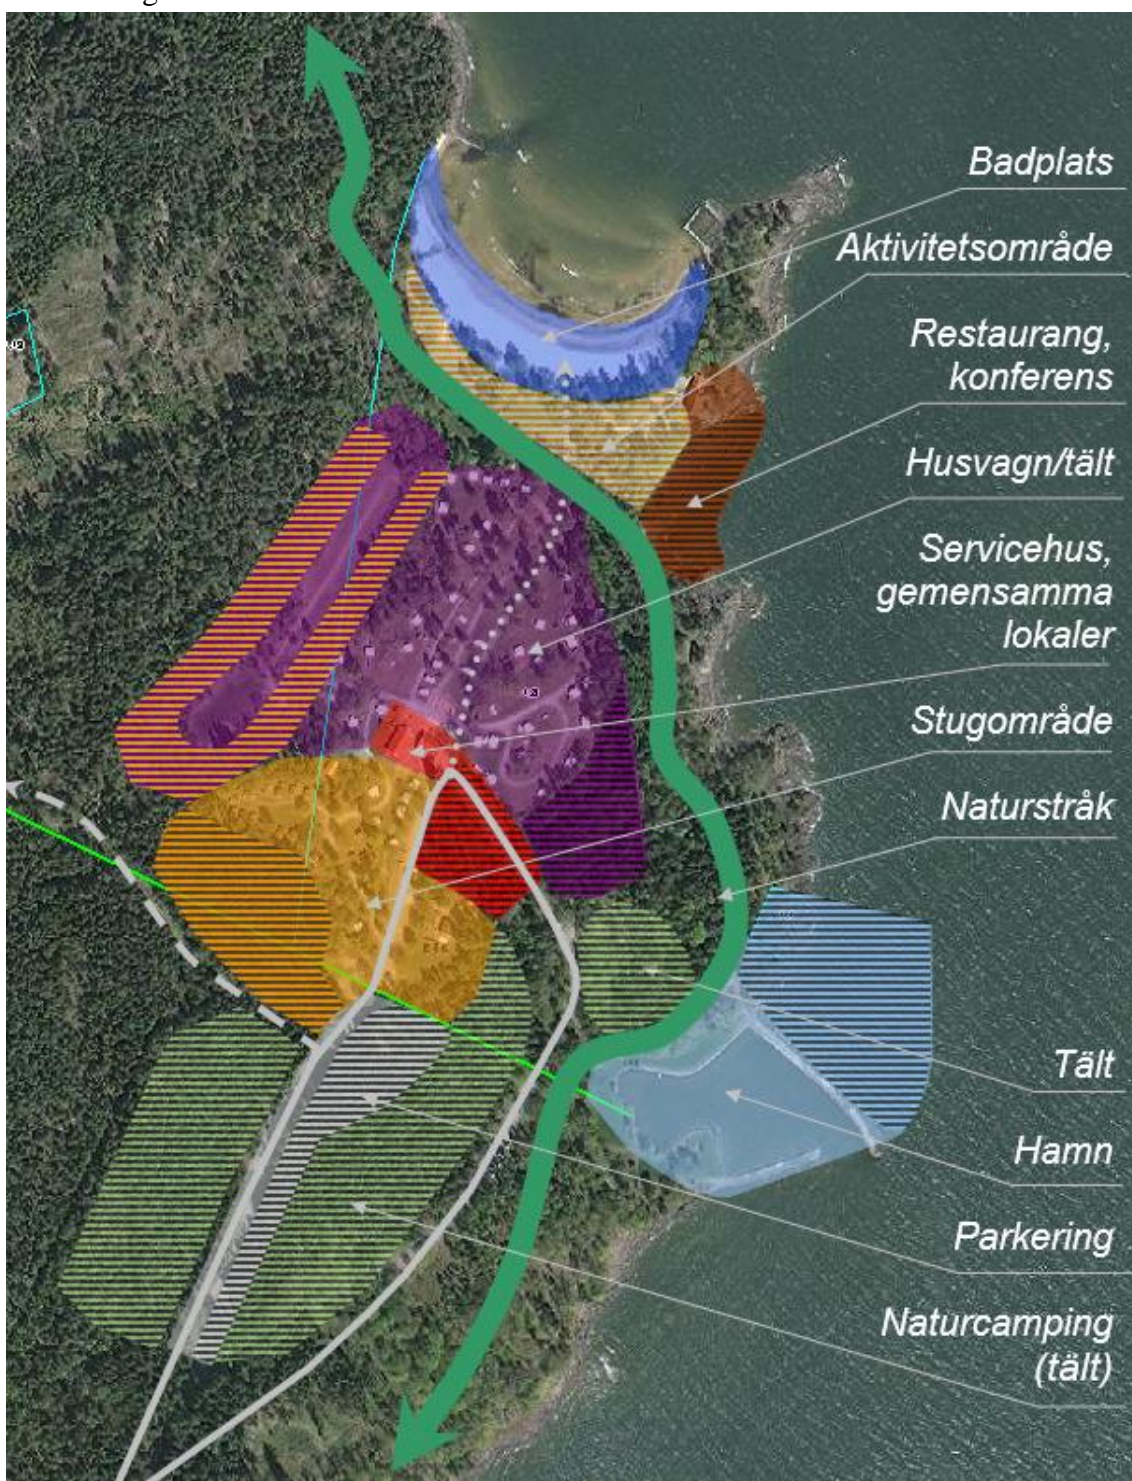 Badplats
Aktivitetsområde
Restaurang,
konferens
Husvagn/tält
Servicehus,
gemensamma
lokaler
Stugområde
Naturstråk
Tält
Hamn
Parkering
Naturcamping
(tält)